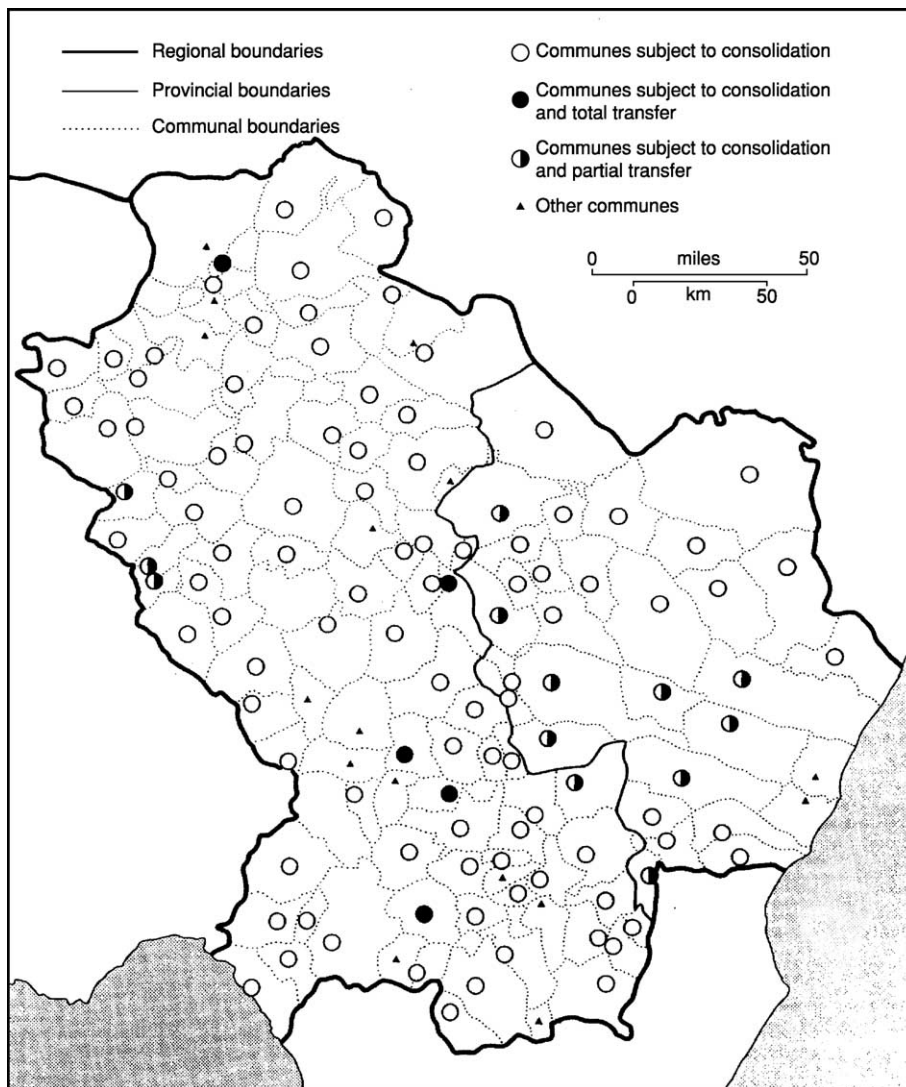 Regional boundaries
Provincial boundaries
Communal boundaries
Communes subject to consolidation
Communes subject to consolidation
and total transfer
Communes subject to consolidation
and partial transfer
Other communes
0 miles 50
0 km 50